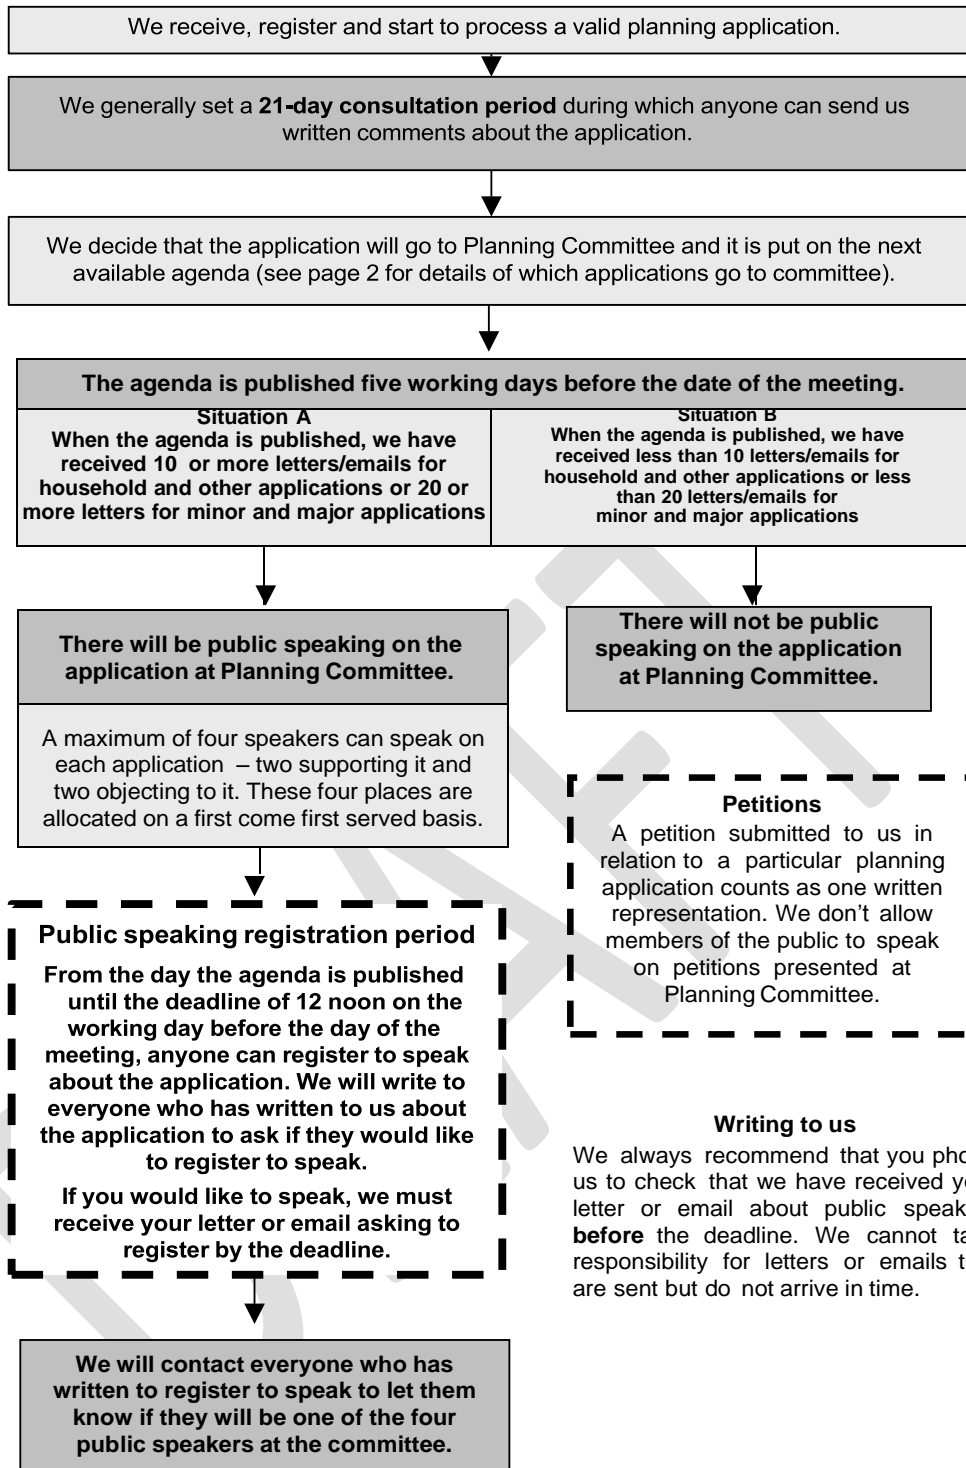 We receive, register and start to process a valid planning application.
We generally set a 21-day consultation period during which anyone can send us
written comments about the application.
We decide that the application will go to Planning Committee and it is put on the next
available agenda (see page 2 for details of which applications go to committee).
The agenda is published five working days before the date of the meeting.
Situation A
When the agenda is published, we have
received 10 or more letters/emails for
household and other applications or 20 or
more letters for minor and major applications
Situation B
When the agenda is published, we have
received less than 10 letters/emails for
household and other applications or less
than 20 letters/emails for
minor and major applications
There will be public speaking on the
application at Planning Committee.
A maximum of four speakers can speak on
each application – two supporting it and
two objecting to it. These four places are
allocated on a first come first served basis.
There will not be public
speaking on the application
at Planning Committee.
Petitions
A petition submitted to us in
relation to a particular planning
application counts as one written
representation. We don't allow
members of the public to speak
on petitions presented at
Planning Committee.
Public speaking registration period
From the day the agenda is published
until the deadline of 12 noon on the
working day before the day of the
meeting, anyone can register to speak
about the application. We will write to
everyone who has written to us about
the application to ask if they would like
to register to speak.
If you would like to speak, we must
receive your letter or email asking to
register by the deadline.
Writing to us
We always recommend that you
us to check that we have received
letter or email about public
before the deadline. We cannot
responsibility for letters or emails
are sent but do not arrive in time.
We will contact everyone who has
written to register to speak to let them
know if they will be one of the four
public speakers at the committee.
DRAFT